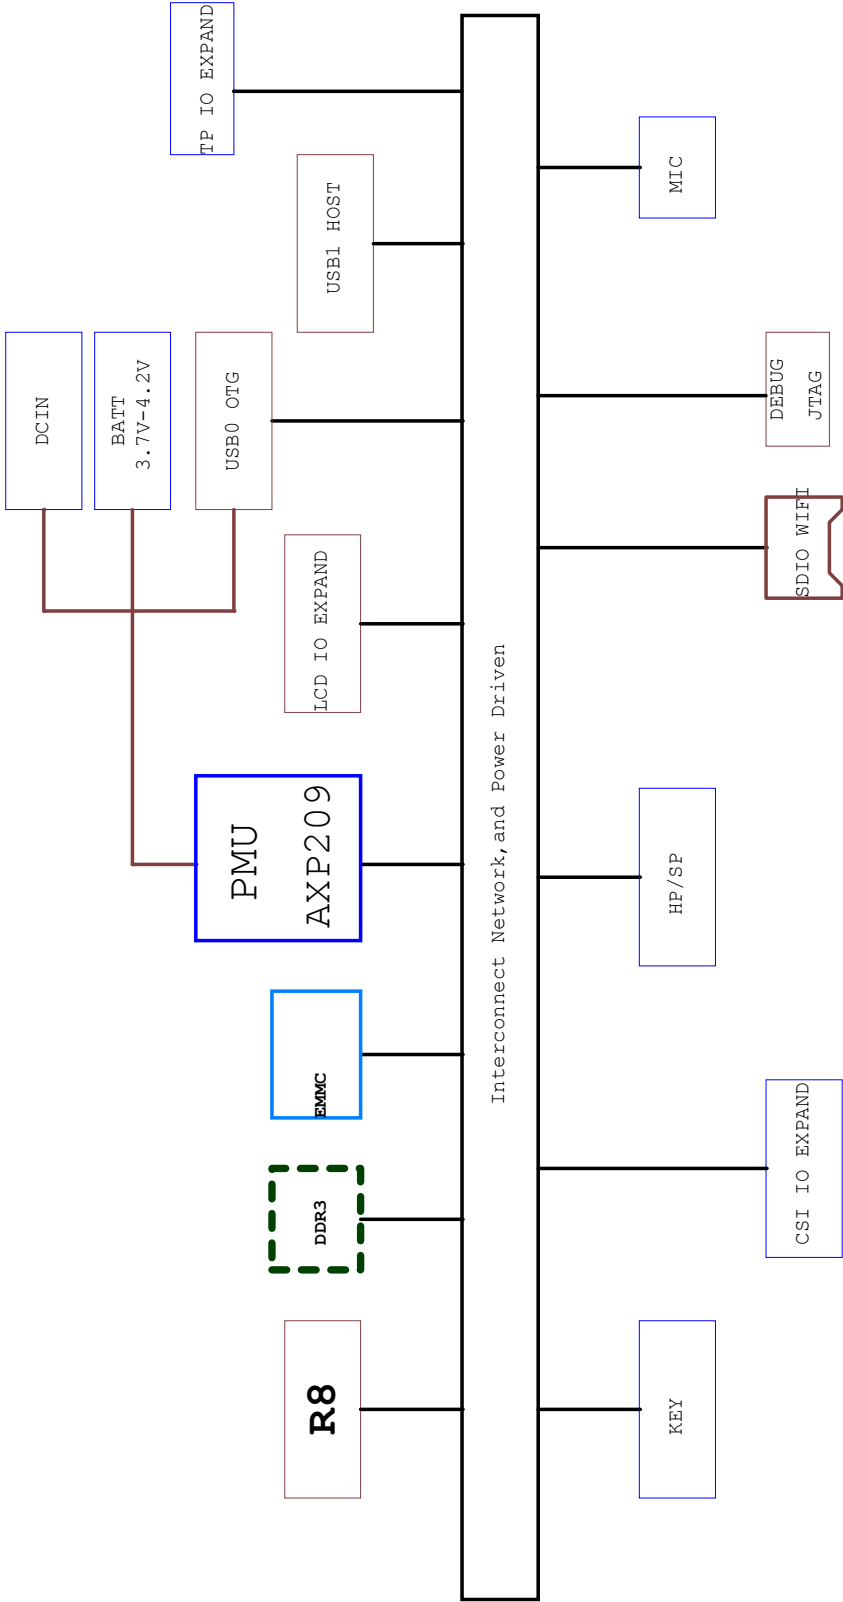 DCIN
BATT
3.7V-4.2V
TP IO EXPAND
USB0 OTG
PMU
AXP209
USB1 HOST
LCD IO EXPAND
EMMC
DDR3
R8
Interconnect Network,and Power Driven
MIC
HP/SP
KEY
DEBUG
JTAG
SDIO WIFI
CSI IO EXPAND